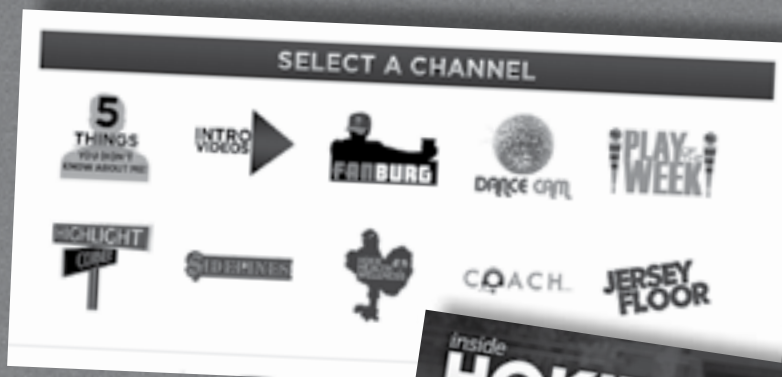 SELECT A CHANNEL
5
THINGS
YOU DON'T
KNOW ABOUT ME!
INTRO
VIDEOS
FANBURG
DANCE CAM
PLAY
WEEK
HIGHLIGHT
CORNER
SIDELINES
COACH
JERSEY
FLOOR
inside